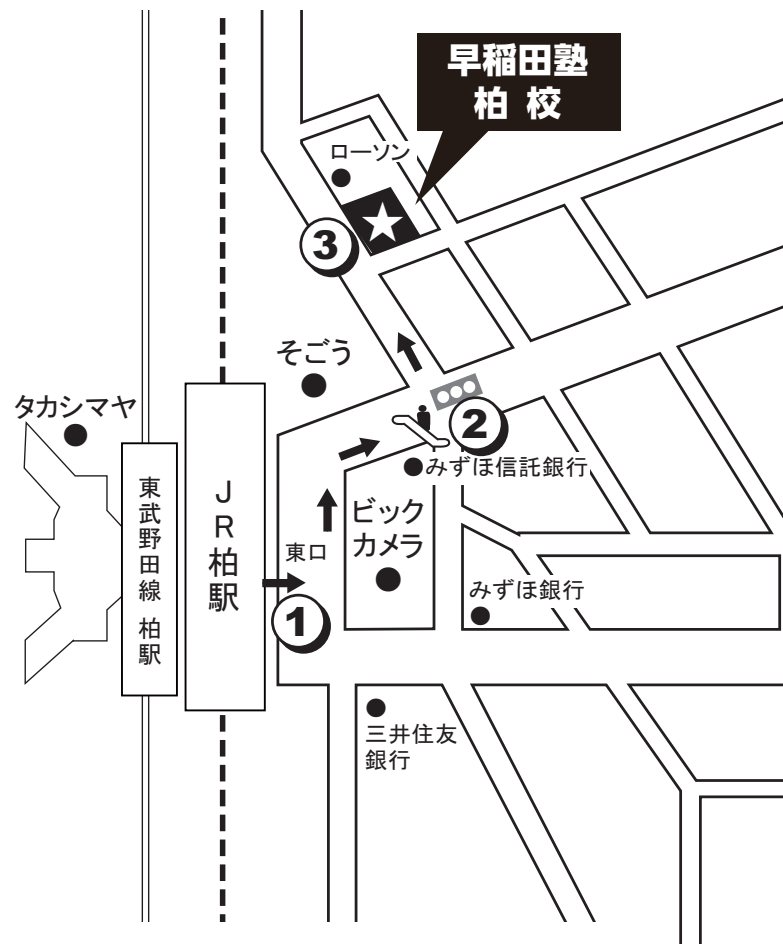 早稲田塾
柏 校
ローソン
3
そごう
タカシマヤ
2
みずほ信託銀行
東武野田線 柏駅
JR柏駅
ビック
カメラ
東口
1
みずほ銀行
三井住友
銀行